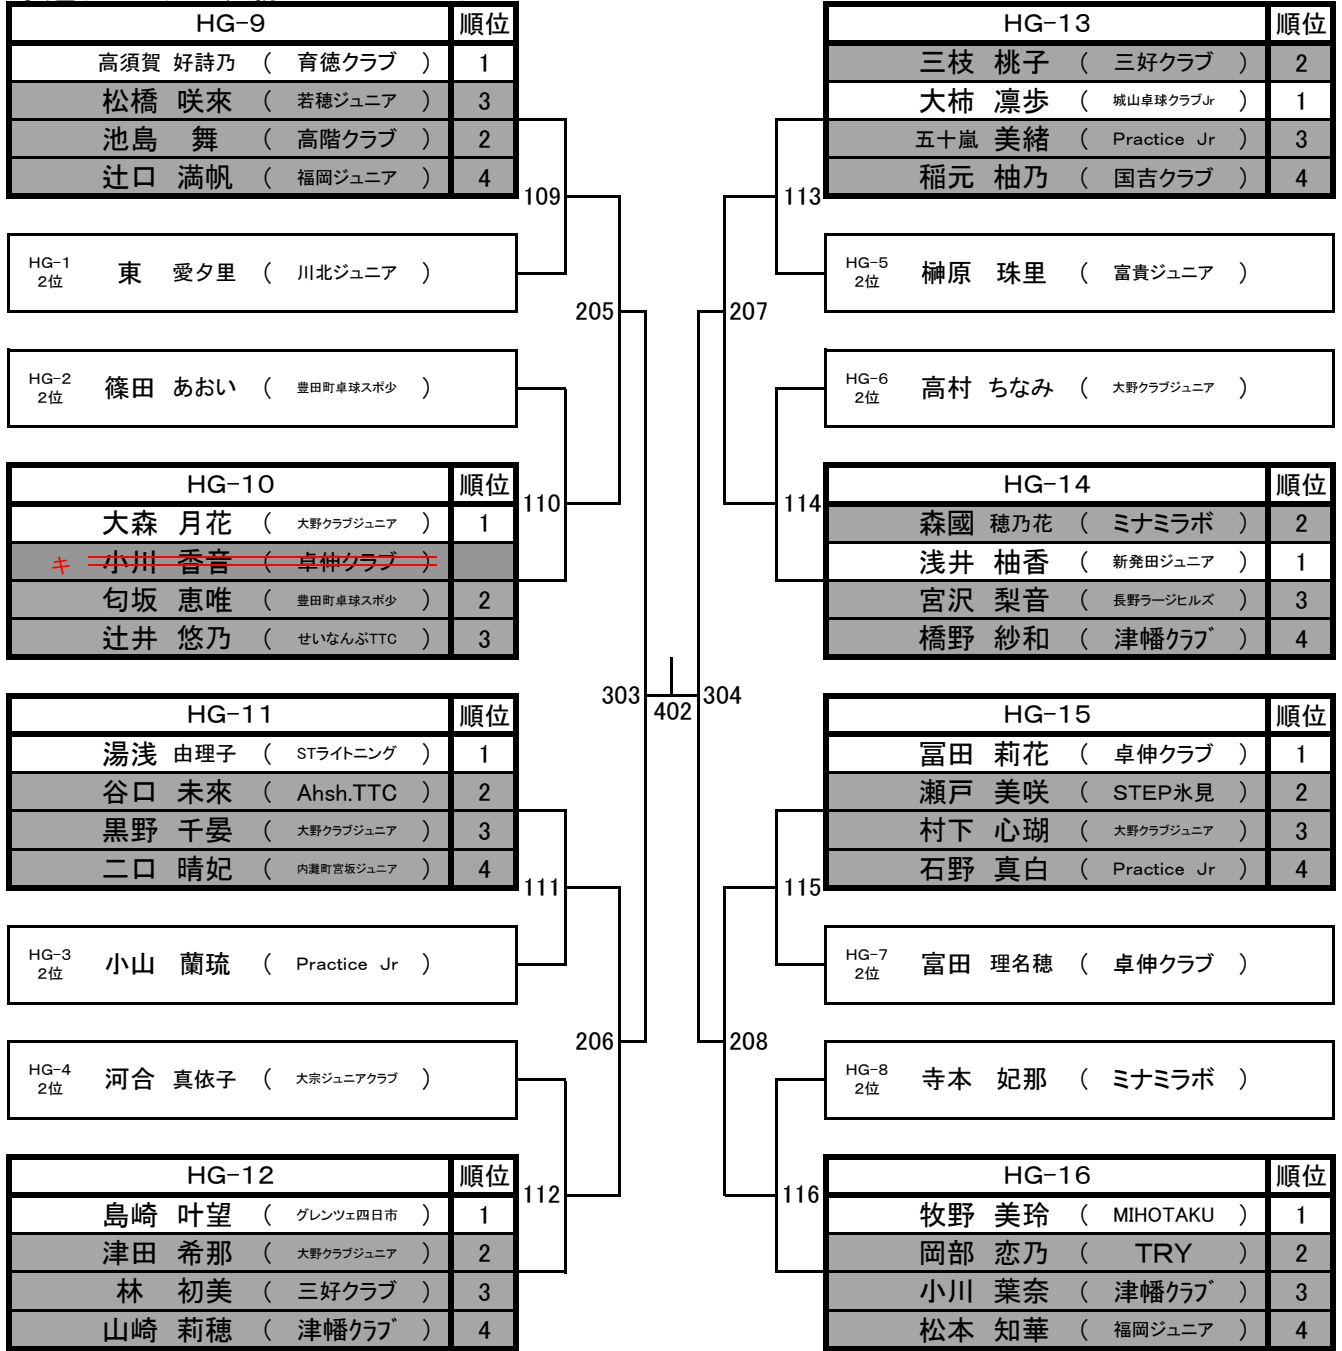 HG-9 順位
高須賀 好詩乃 ( 育徳クラブ ) 1
松橋 咲來 ( 若穂ジュニア ) 3
池島 舞 ( 高階クラブ ) 2
辻口 満帆 ( 福岡ジュニア ) 4
109
HG-1 2位 東 愛夕里 ( 川北ジュニア )
205
HG-2 2位 篠田 あおい ( 豊田町卓球スポ少 )
HG-10 順位
110
大森 月花 ( 大野クラブジュニア ) 1
キ 小川 香音 ( 卓伸クラブ )
匂坂 恵唯 ( 豊田町卓球スポ少 ) 2
辻井 悠乃 ( せいなんぶTTC ) 3
303
402
304
HG-11 順位
湯浅 由理子 ( STライトニング ) 1
谷口 未來 ( Ahsh.TTC ) 2
黒野 千晏 ( 大野クラブジュニア ) 3
二口 晴妃 ( 内灘町宮坂ジュニア ) 4
111
HG-3 2位 小山 蘭琉 ( Practice Jr )
206
HG-4 2位 河合 真依子 ( 大宗ジュニアクラブ )
HG-12 順位
112
島崎 叶望 ( グレンツェ四日市 ) 1
津田 希那 ( 大野クラブジュニア ) 2
林 初美 ( 三好クラブ ) 3
山崎 莉穂 ( 津幡クラブ ) 4
HG-13 順位
三枝 桃子 ( 三好クラブ ) 2
大柿 凛歩 ( 城山卓球クラブJr ) 1
五十嵐 美緒 ( Practice Jr ) 3
稲元 柚乃 ( 国吉クラブ ) 4
113
HG-5 2位 榊原 珠里 ( 富貴ジュニア )
207
HG-6 2位 高村 ちなみ ( 大野クラブジュニア )
HG-14 順位
114
森國 穂乃花 ( ミナミラボ ) 2
浅井 柚香 ( 新発田ジュニア ) 1
宮沢 梨音 ( 長野ラージヒルズ ) 3
橋野 紗和 ( 津幡クラブ ) 4
HG-15 順位
冨田 莉花 ( 卓伸クラブ ) 1
瀬戸 美咲 ( STEP氷見 ) 2
村下 心瑚 ( 大野クラブジュニア ) 3
石野 真白 ( Practice Jr ) 4
115
HG-7 2位 富田 理名穂 ( 卓伸クラブ )
208
HG-8 2位 寺本 妃那 ( ミナミラボ )
HG-16 順位
116
牧野 美玲 ( MIHOTAKU ) 1
岡部 恋乃 ( TRY ) 2
小川 葉奈 ( 津幡クラブ ) 3
松本 知華 ( 福岡ジュニア ) 4